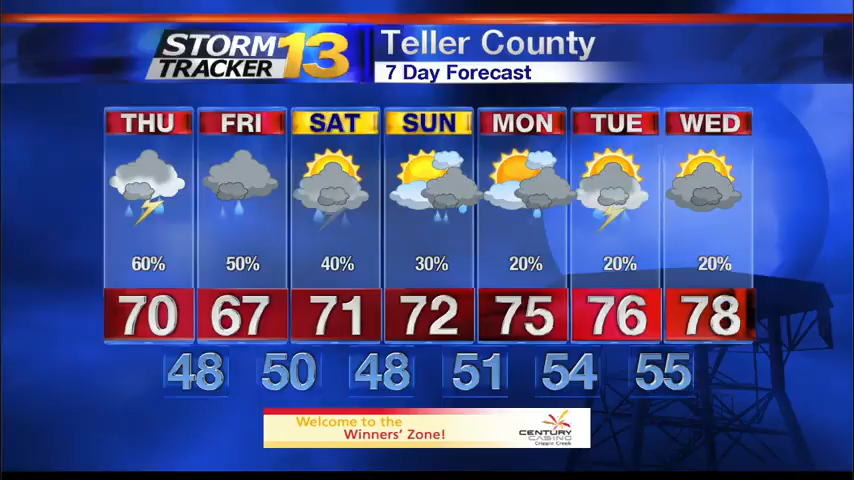 STORM
TRACKER
13
Teller County
7 Day Forecast
THU FRI SAT SUN MON TUE WED
60% 50% 40% 30% 20% 20% 20%
70 67 71 72 75 76 78
48 50 48 51 54 55
Welcome to the
Winners' Zone!
CENTURY
CASINO
Cripple Creek